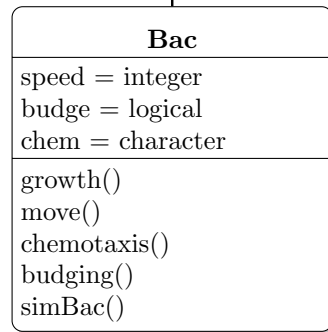 Bac
speed = integer
budge = logical
chem = character
growth()
move()
chemotaxis()
budging()
simBac()